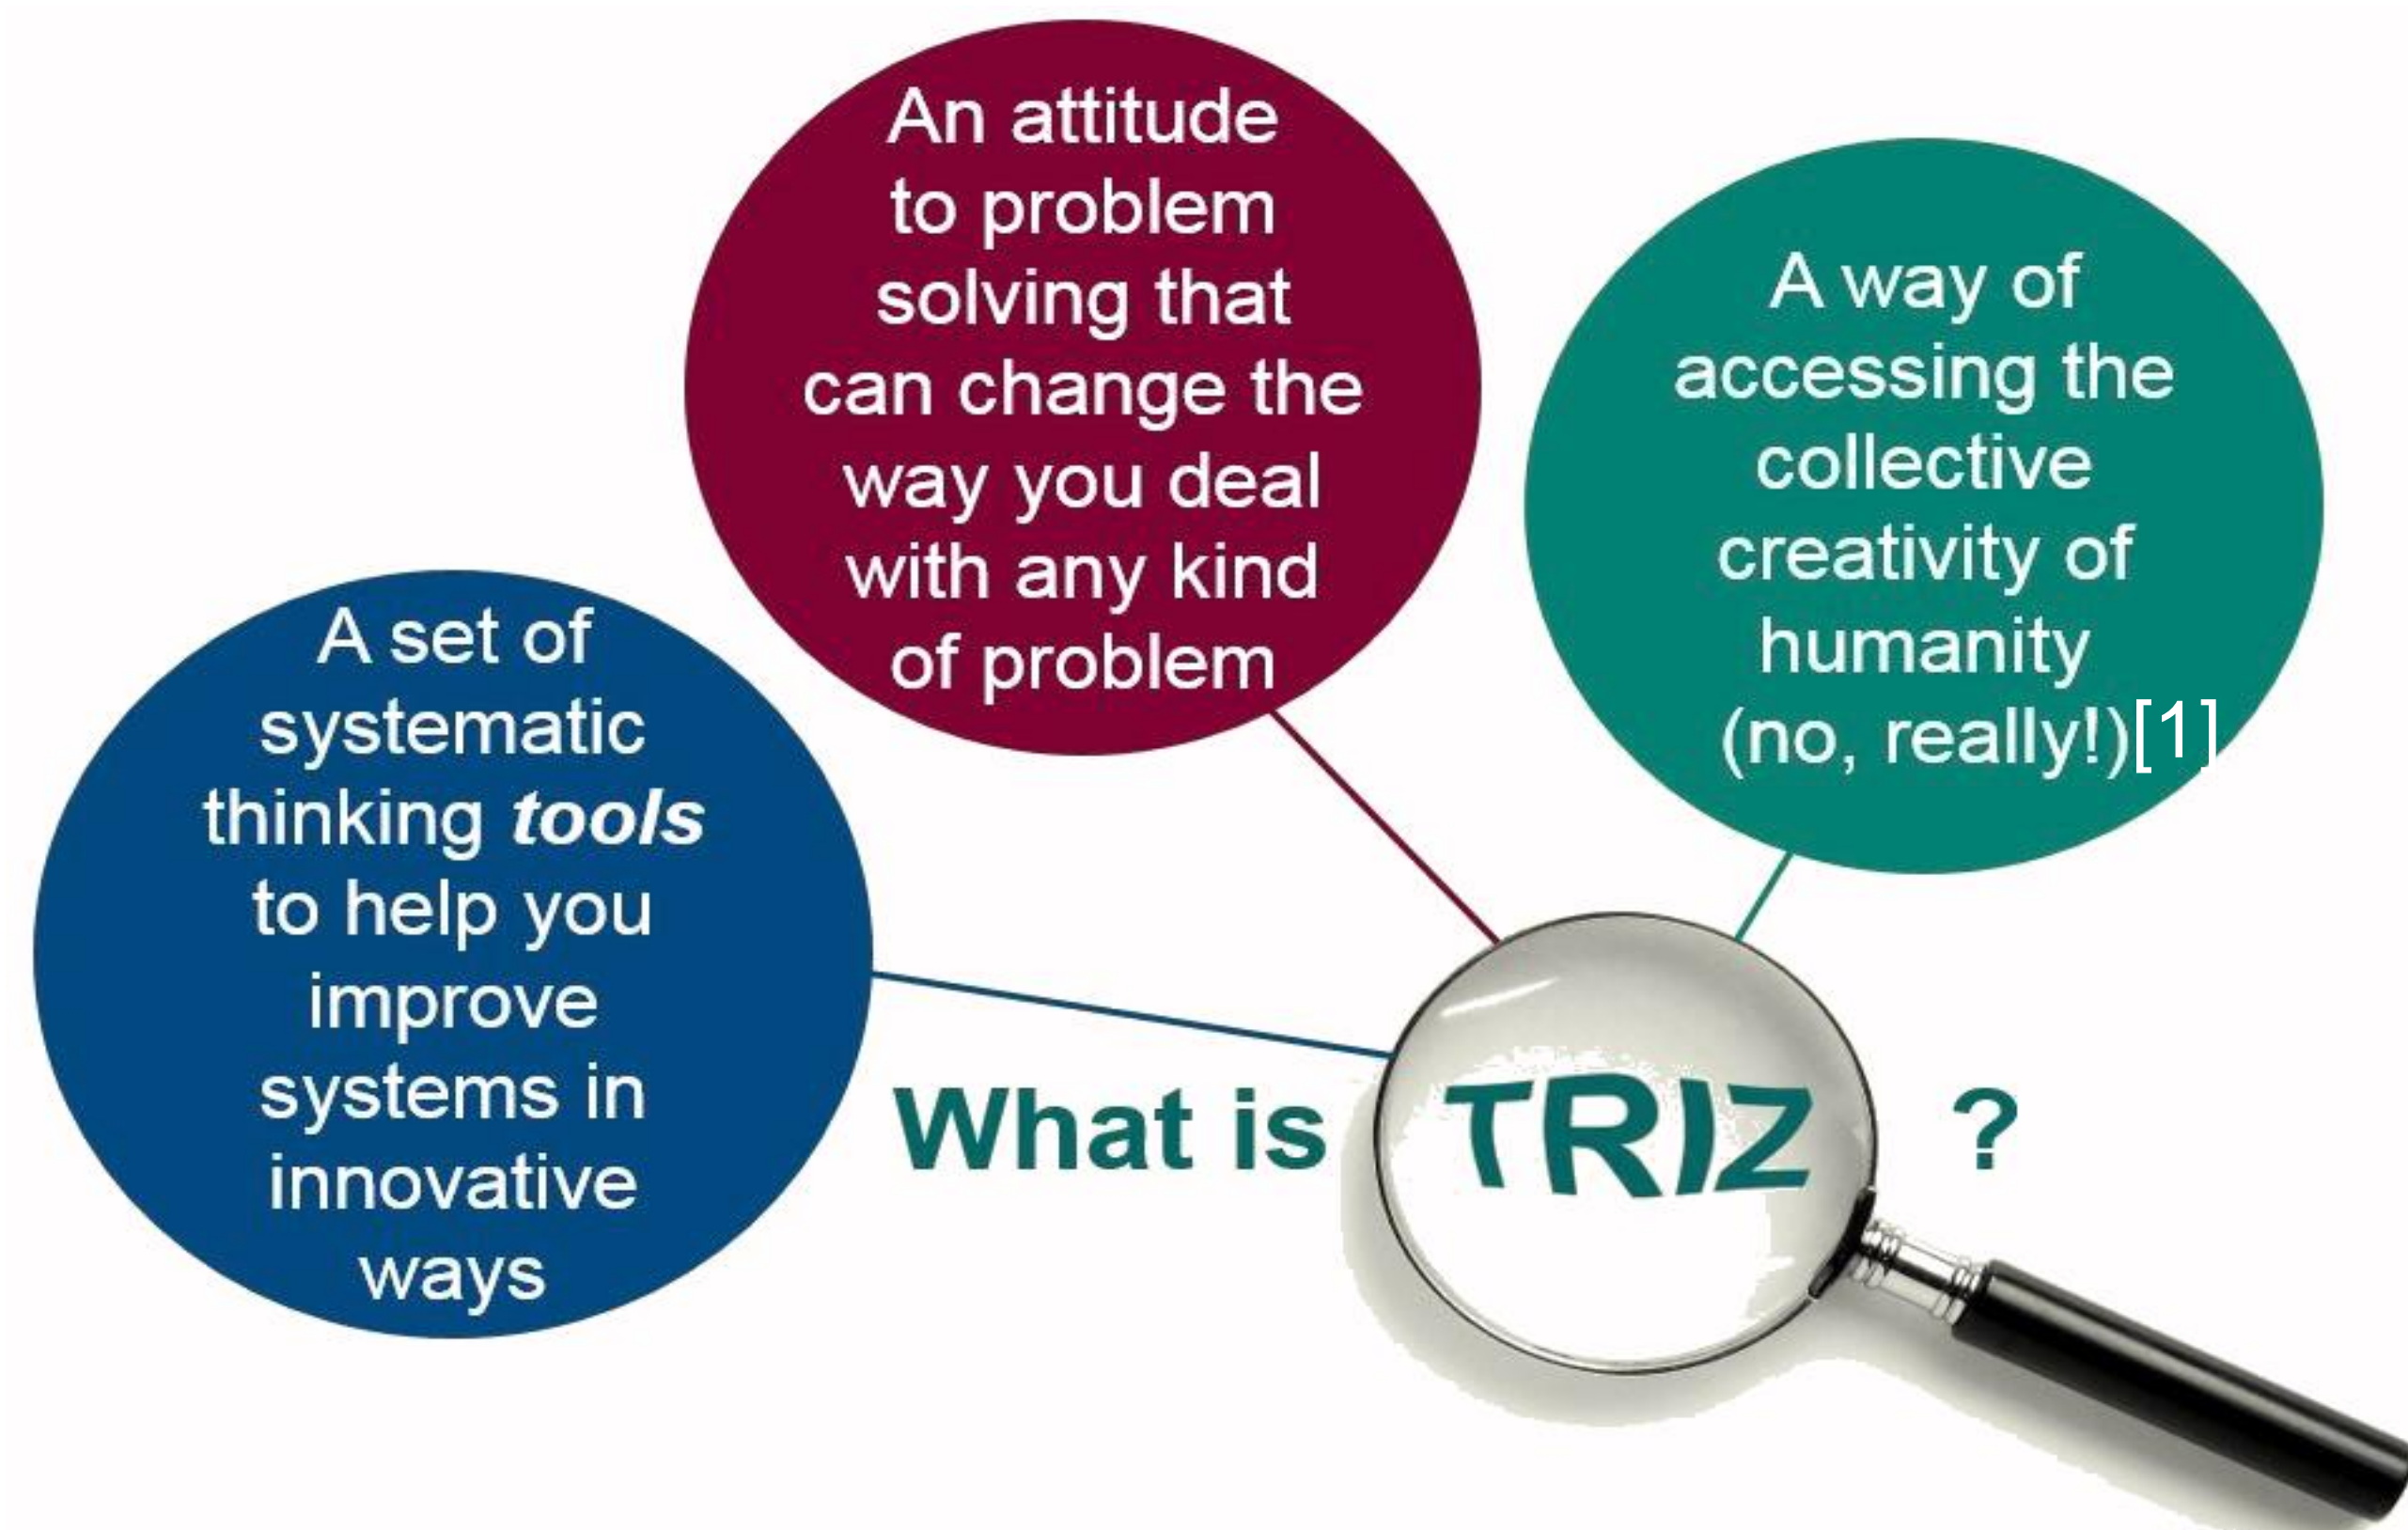 An attitude
to problem
solving that
can change the
way you deal
with any kind
of problem
A way of
accessing the
collective
creativity of
humanity
(no, really!)[1]
A set of
systematic
thinking tools
to help you
improve
systems in
innovative
ways
What is TRIZ ?